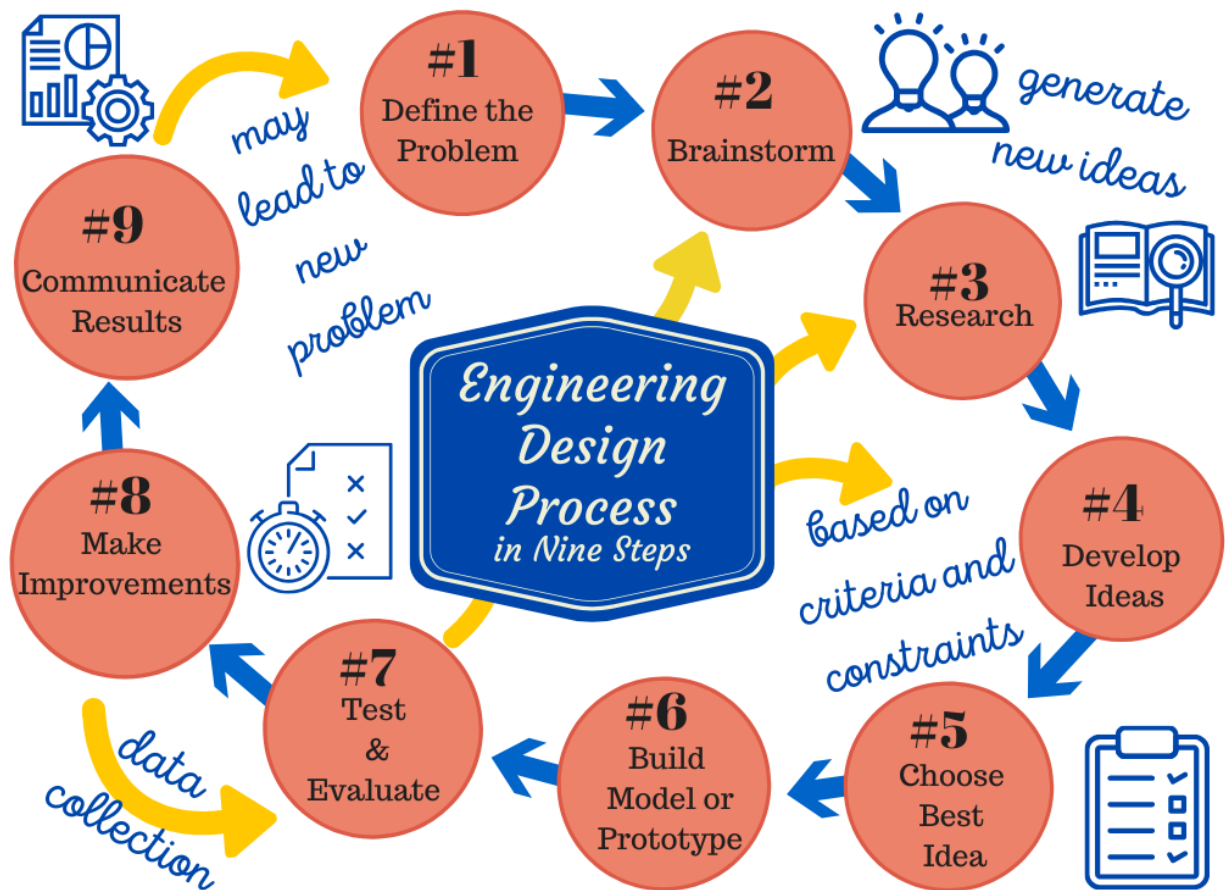 #1
Define the
Problem
#2
Brainstorm
generate
new ideas
#3
Research
#4
Develop
Ideas
based on
criteria and
constraints
#5
Choose
Best
Idea
#6
Build
Model or
Prototype
#7
Test
&
Evaluate
data
collection
#8
Make
Improvements
#9
Communicate
Results
may
lead to
new
problem
Engineering
Design
Process
in Nine Steps